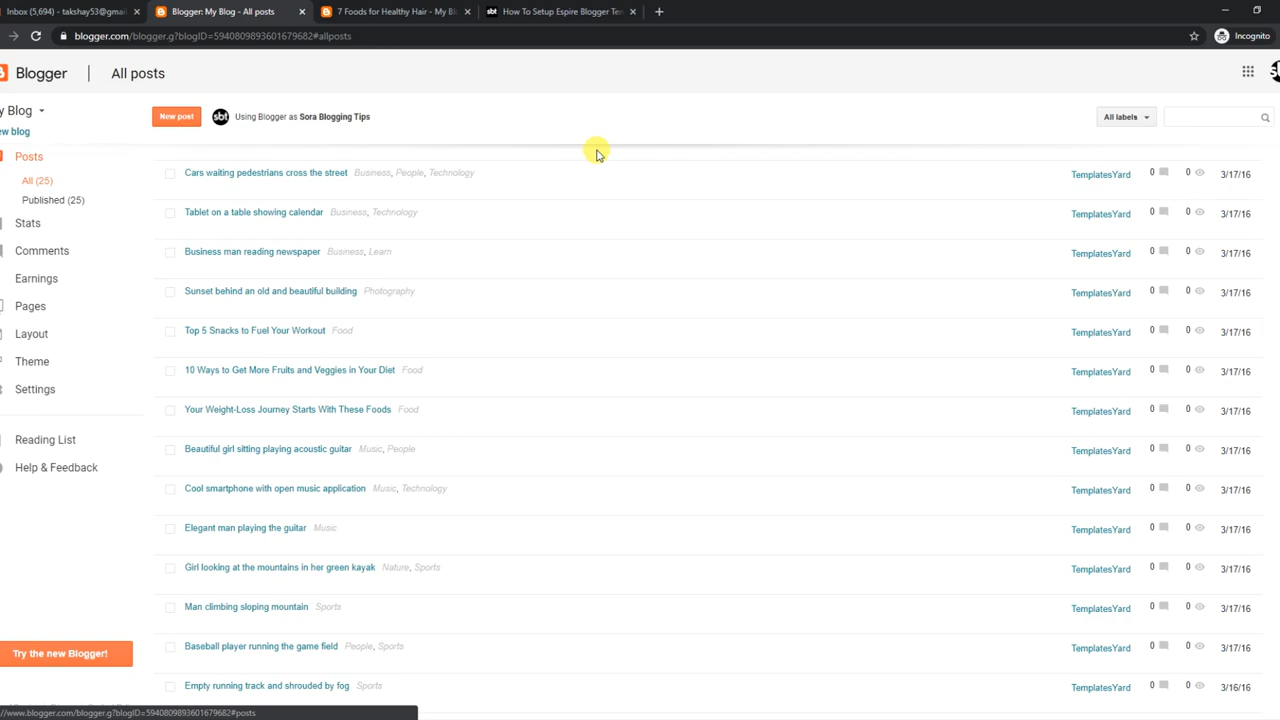 Inbox (5,694) - takshay53@gmail
Blogger: My Blog - All posts
7 Foods for Healthy Hair - My Bl
How To Setup Espire Blogger Ten
blogger.com/blogger.g?blogID=5940809893601679682#allposts
Incognito
Blogger
All posts
y Blog
ew blog
New post
sbt
Using Blogger as Sora Blogging Tips
All labels
Posts
All (25)
Published (25)
Stats
Comments
Earnings
Pages
Layout
Theme
Settings
Reading List
Help & Feedback
Try the new Blogger!
Cars waiting pedestrians cross the street Business, People, Technology TemplatesYard 0 0 3/17/16
Tablet on a table showing calendar Business, Technology TemplatesYard 0 0 3/17/16
Business man reading newspaper Business, Learn TemplatesYard 0 0 3/17/16
Sunset behind an old and beautiful building Photography TemplatesYard 0 0 3/17/16
Top 5 Snacks to Fuel Your Workout Food TemplatesYard 0 0 3/17/16
10 Ways to Get More Fruits and Veggies in Your Diet Food TemplatesYard 0 0 3/17/16
Your Weight-Loss Journey Starts With These Foods Food TemplatesYard 0 0 3/17/16
Beautiful girl sitting playing acoustic guitar Music, People TemplatesYard 0 0 3/17/16
Cool smartphone with open music application Music, Technology TemplatesYard 0 0 3/17/16
Elegant man playing the guitar Music TemplatesYard 0 0 3/17/16
Girl looking at the mountains in her green kayak Nature, Sports TemplatesYard 0 0 3/17/16
Man climbing sloping mountain Sports TemplatesYard 0 0 3/17/16
Baseball player running the game field People, Sports TemplatesYard 0 0 3/17/16
Empty running track and shrouded by fog Sports TemplatesYard 0 0 3/16/16
//www.blogger.com/blogger.g?blogID=5940809893601679682#posts